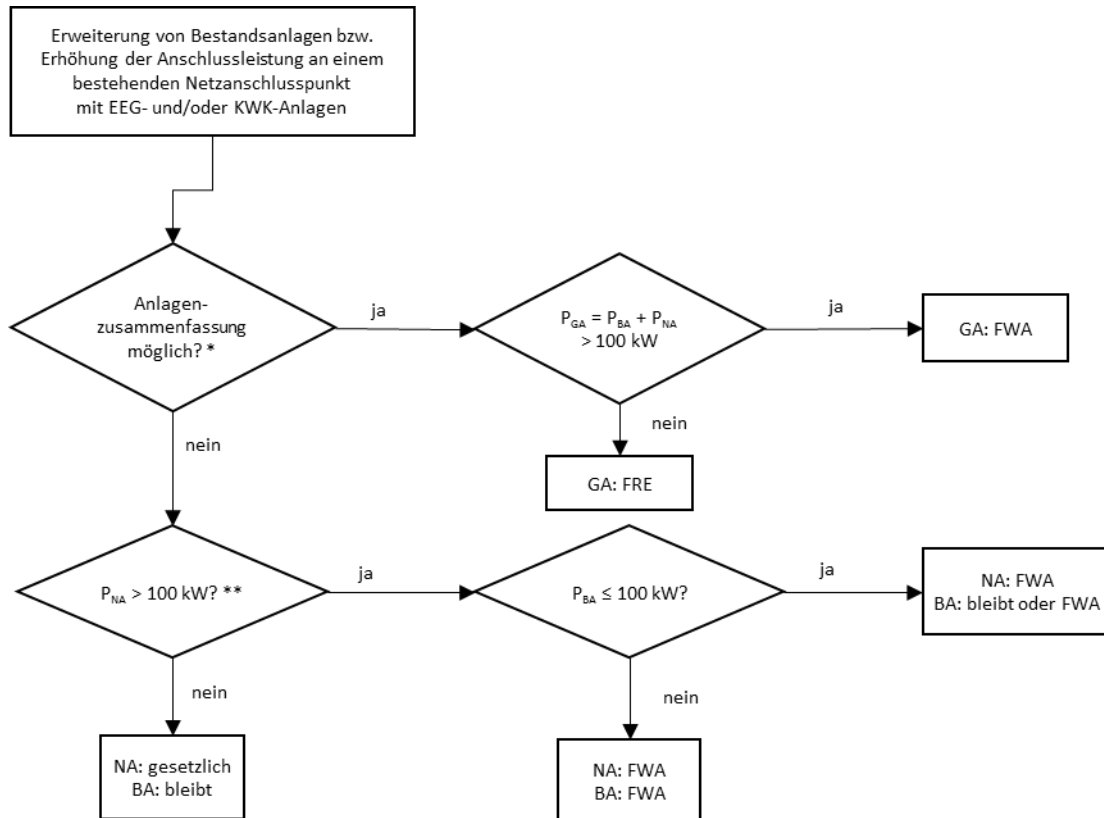 Erweiterung von Bestandsanlagen bzw.
Erhöhung der Anschlussleistung an einem
bestehenden Netzanschlusspunkt
mit EEG- und/oder KWK-Anlagen
Anlagen-
zusammenfassung
möglich? *
ja
P_GA = P_BA + P_NA
> 100 kW
ja
GA: FWA
nein
nein
GA: FRE
P_NA > 100 kW? **
ja
P_BA ≤ 100 kW?
ja
NA: FWA
BA: bleibt oder FWA
nein
nein
NA: gesetzlich
BA: bleibt
NA: FWA
BA: FWA